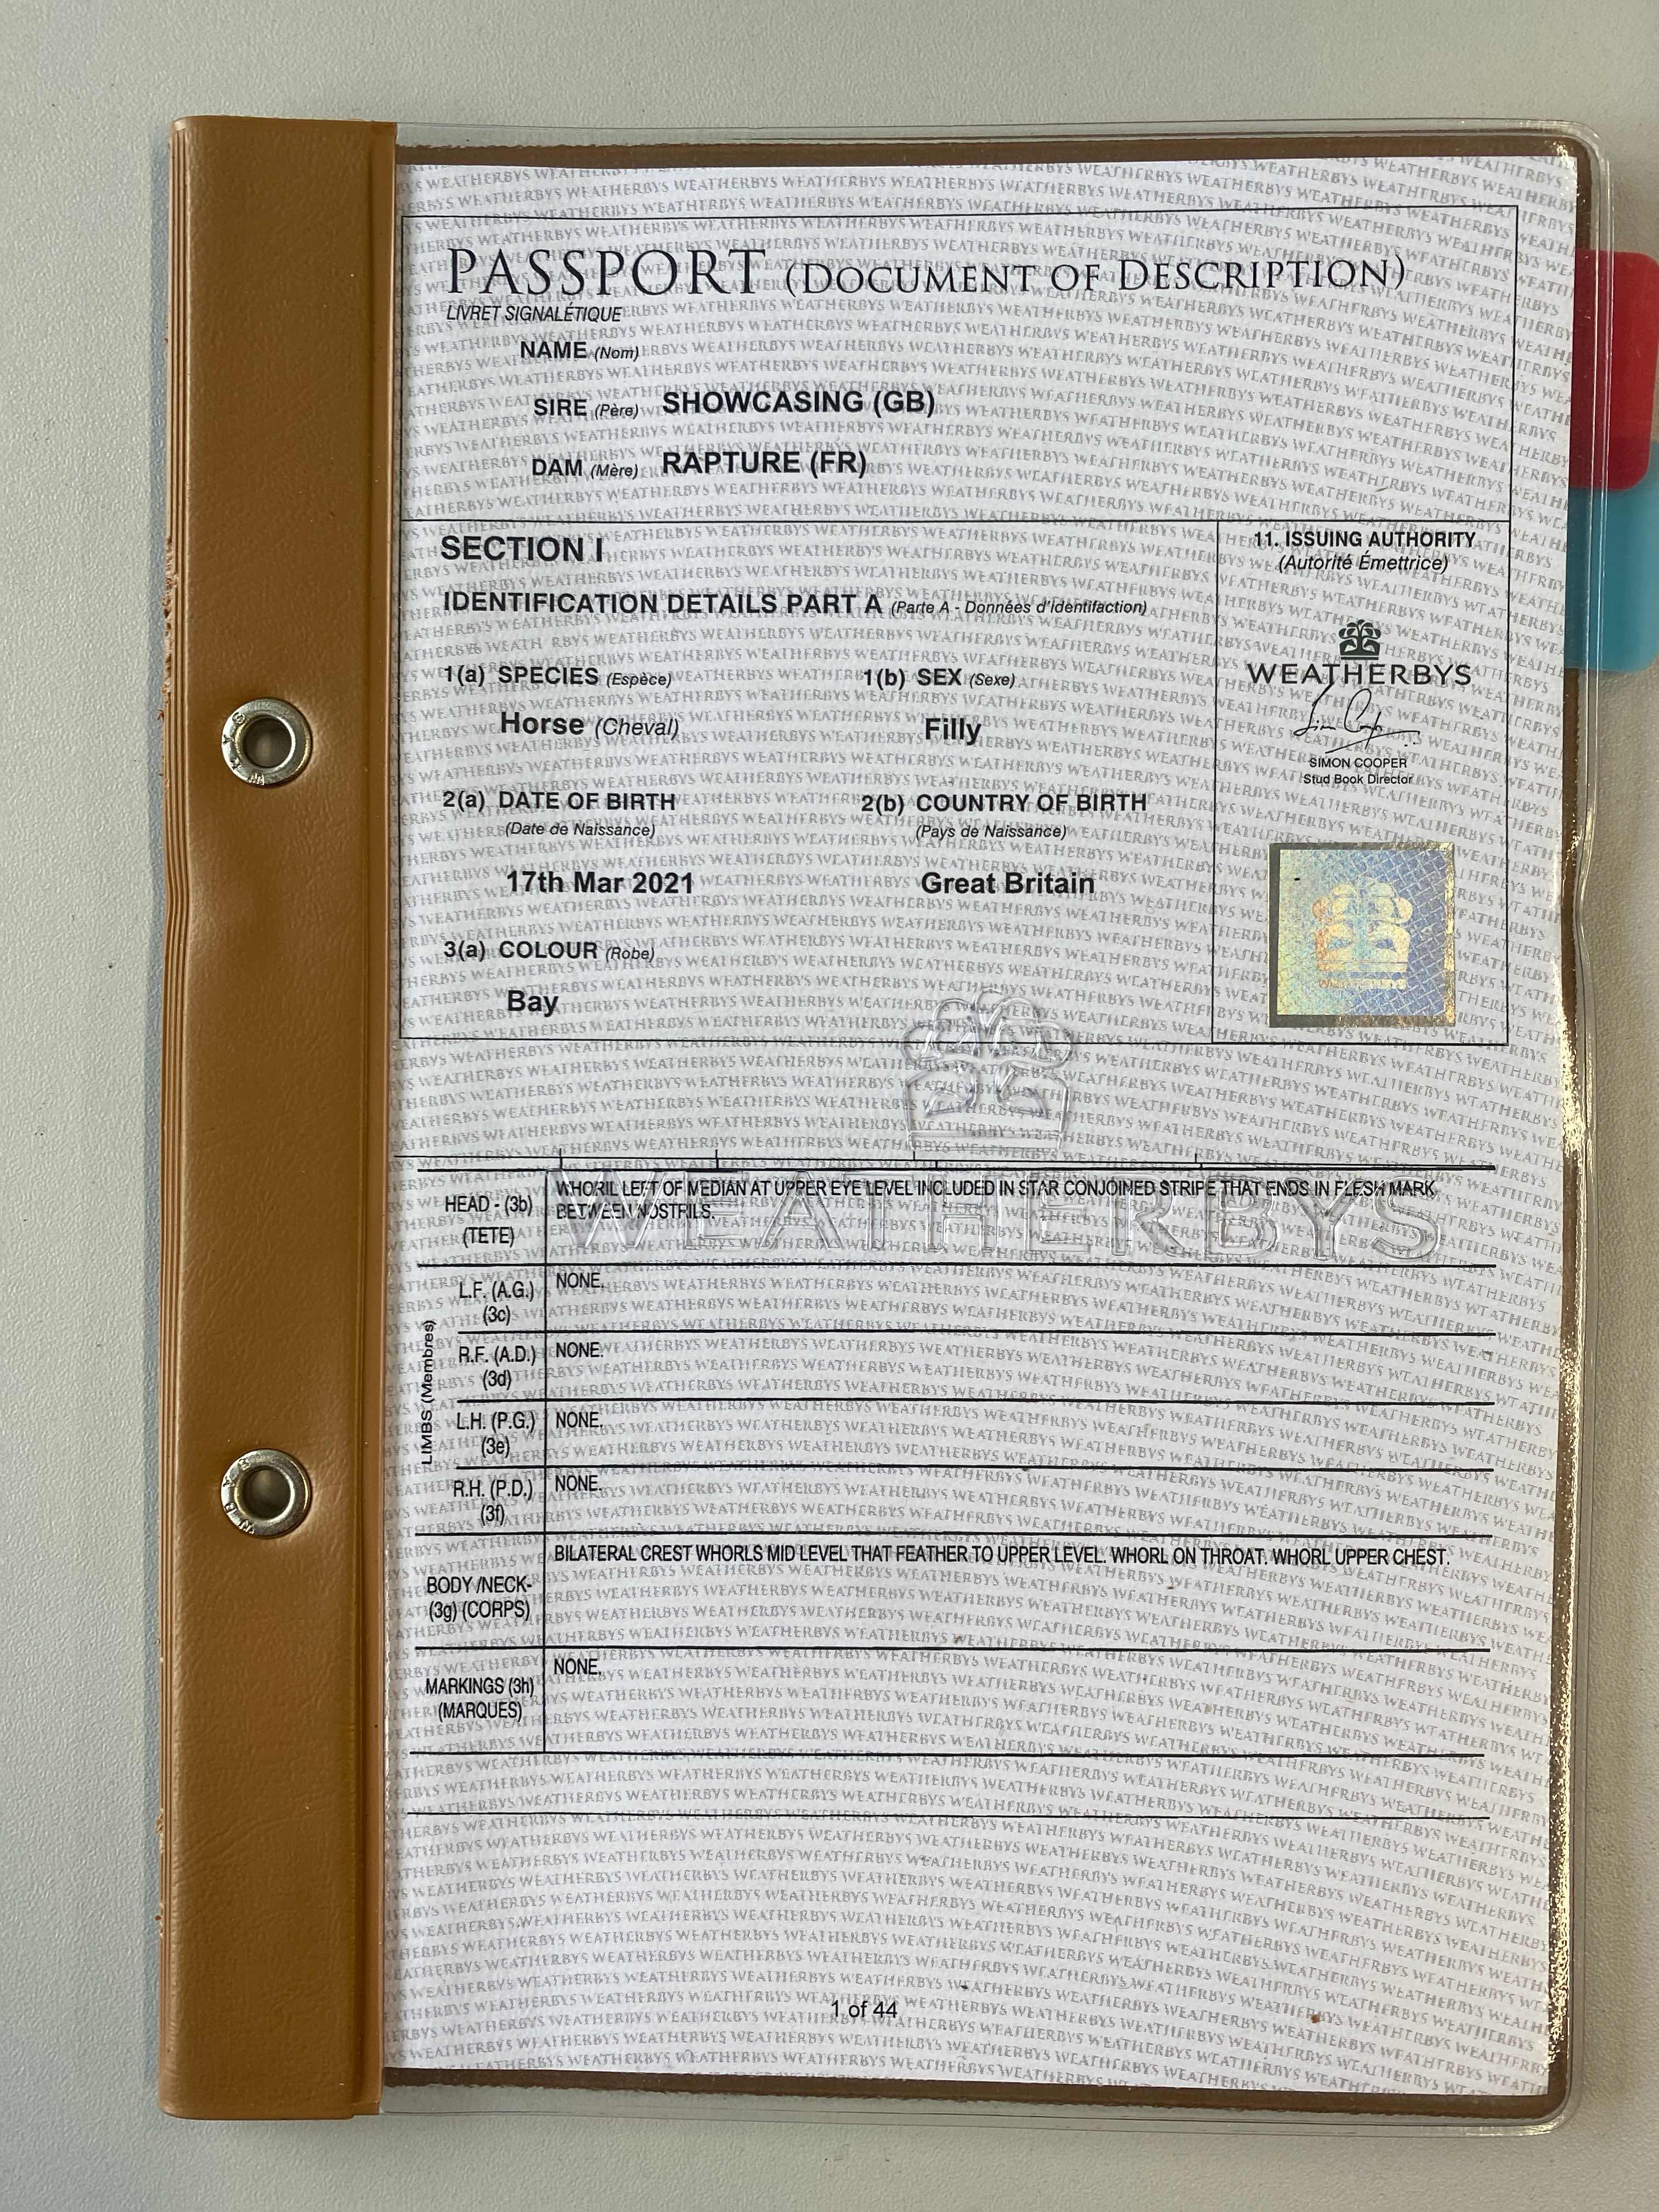 PASSPORT (DOCUMENT OF DESCRIPTION)
LIVRET SIGNALÉTIQUE
NAME (Nom)
SIRE (Père) SHOWCASING (GB)
DAM (Mère) RAPTURE (FR)
SECTION I
IDENTIFICATION DETAILS PART A (Parte A - Données d'identifaction)
1(a) SPECIES (Espèce) 1(b) SEX (Sexe)
Horse (Cheval) Filly
2(a) DATE OF BIRTH 2(b) COUNTRY OF BIRTH
(Date de Naissance) (Pays de Naissance)
17th Mar 2021 Great Britain
3(a) COLOUR (Robe)
Bay
11. ISSUING AUTHORITY
(Autorité Émettrice)
WEATHERBYS
SIMON COOPER
Stud Book Director
WEATHERBYS
HEAD - (3b) WHORIL LEFT OF MEDIAN AT UPPER EYE LEVEL INCLUDED IN STAR CONJOINED STRIPE THAT ENDS IN FLESH MARK
BETWEEN NOSTRILS.
(TETE)
LIMBS (Membres)
L.F. (A.G.) NONE.
(3c)
R.F. (A.D.) NONE.
(3d)
L.H. (P.G.) NONE.
(3e)
R.H. (P.D.) NONE.
(3f)
BILATERAL CREST WHORLS MID LEVEL THAT FEATHER TO UPPER LEVEL. WHORL ON THROAT. WHORL UPPER CHEST.
BODY /NECK-
(3g) (CORPS)
NONE.
MARKINGS (3h)
(MARQUES)
1 of 44